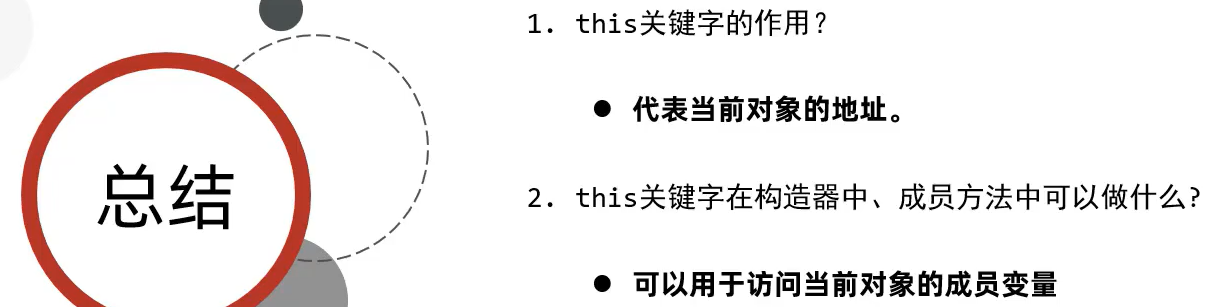 总结
1. this关键字的作用?
● 代表当前对象的地址。
2. this关键字在构造器中、成员方法中可以做什么?
● 可以用于访问当前对象的成员变量